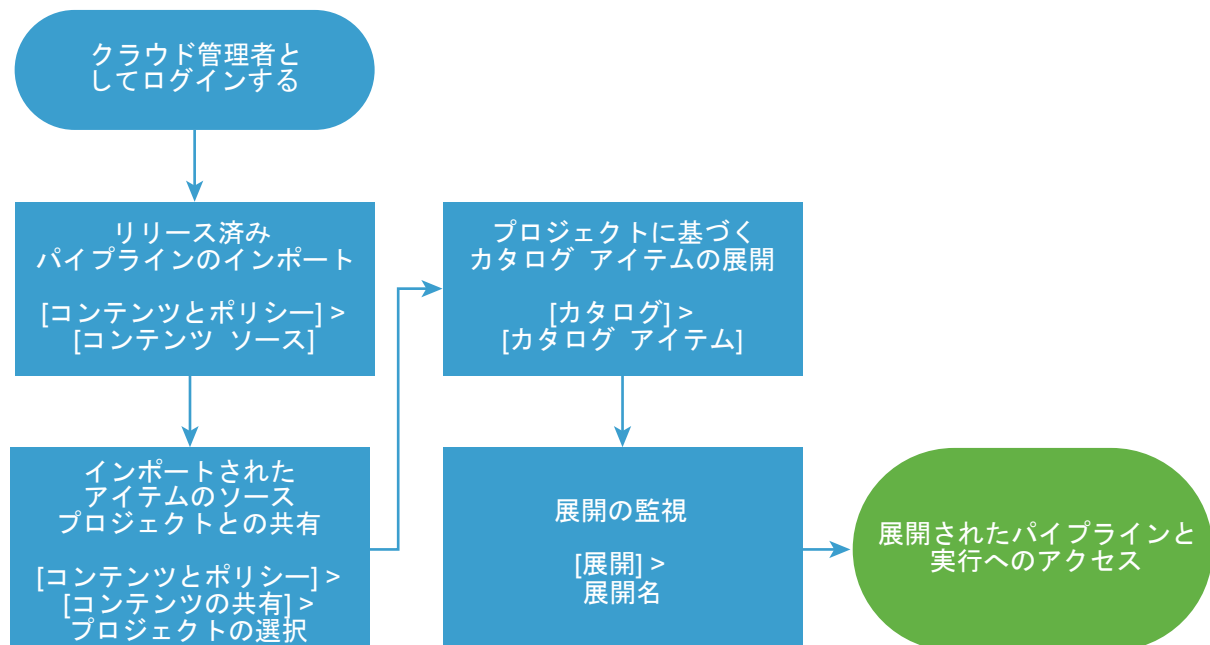 クラウド管理者と
してログインする
リリース済み
パイプラインのインポート
[コンテンツとポリシー] >
[コンテンツ ソース]
インポートされた
アイテムのソース
プロジェクトとの共有
[コンテンツとポリシー] >
[コンテンツの共有] >
プロジェクトの選択
プロジェクトに基づく
カタログ アイテムの展開
[カタログ] >
[カタログ アイテム]
展開の監視
[展開] >
展開名
展開されたパイプラインと
実行へのアクセス